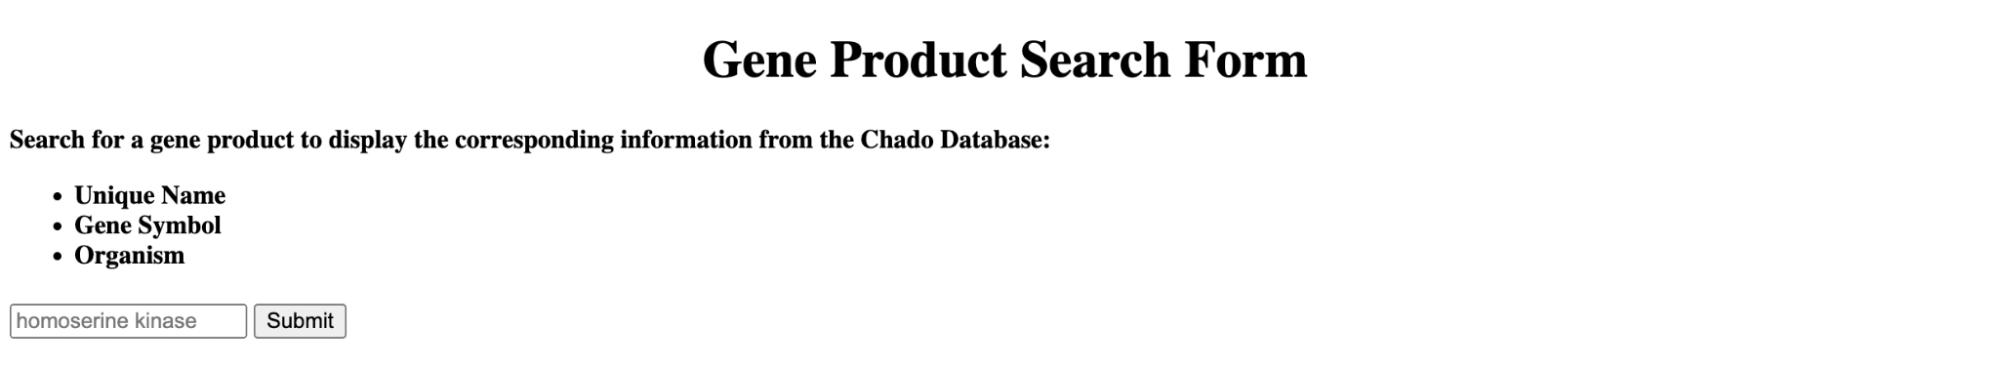 Gene Product Search Form
Search for a gene product to display the corresponding information from the Chado Database:
• Unique Name
• Gene Symbol
• Organism
homoserine kinase Submit